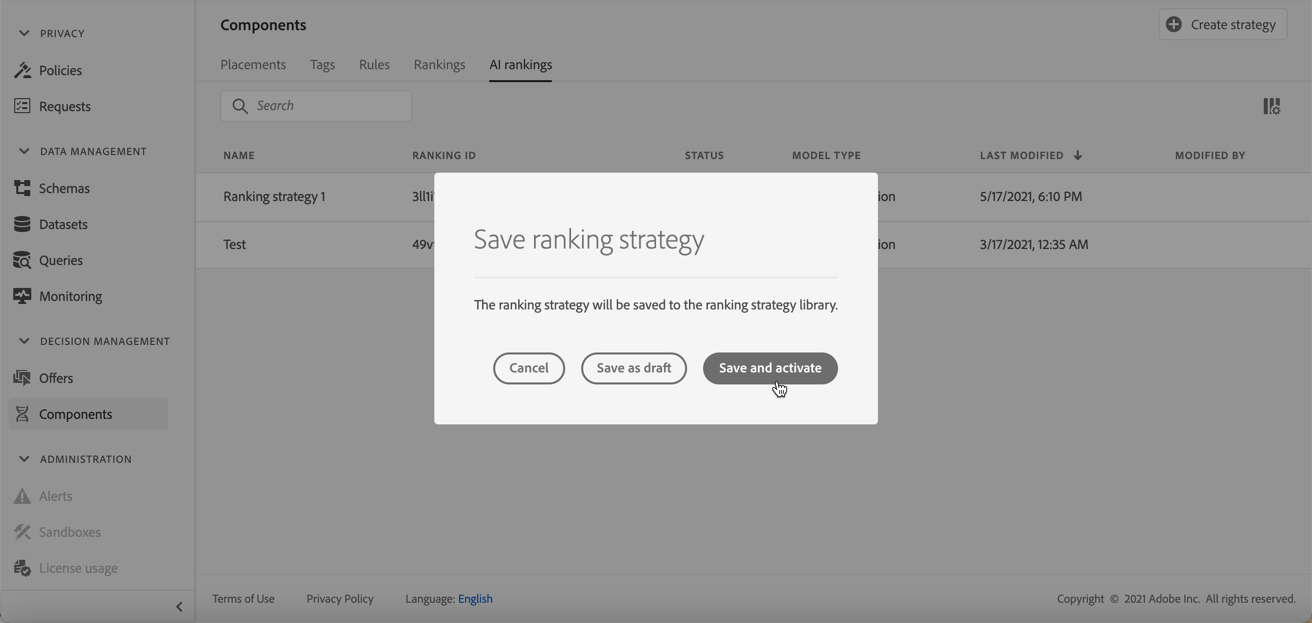 PRIVACY
Policies
Requests
DATA MANAGEMENT
Schemas
Datasets
Queries
Monitoring
DECISION MANAGEMENT
Offers
Components
ADMINISTRATION
Alerts
Sandboxes
License usage
Components
Create strategy
Placements Tags Rules Rankings AI rankings
Search
NAME RANKING ID STATUS MODEL TYPE LAST MODIFIED MODIFIED BY
Ranking strategy 1 5/17/2021, 6:10 PM
Test 3/17/2021, 12:35 AM
Save ranking strategy
The ranking strategy will be saved to the ranking strategy library.
Cancel Save as draft Save and activate
Terms of Use Privacy Policy Language: English Copyright © 2021 Adobe Inc. All rights reserved.